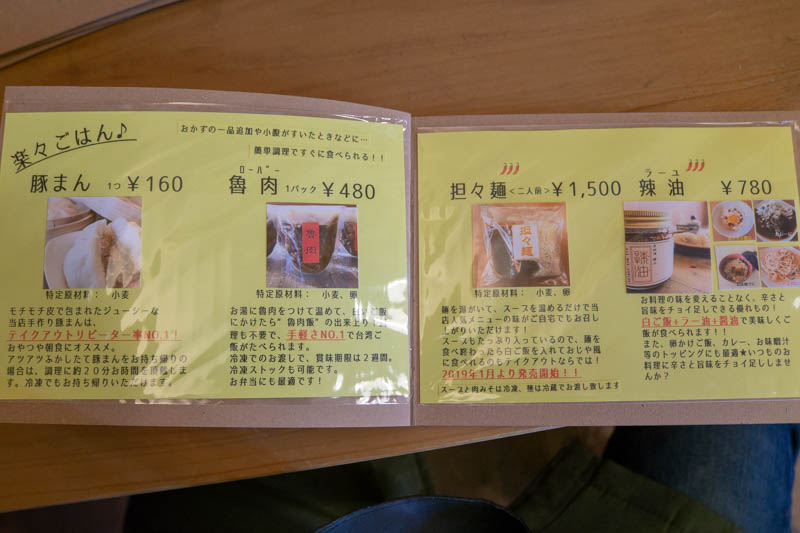 楽々ごはん♪
おかずの一品追加や小腹がすいたときなどに…
簡単調理ですぐに食べられる！！
豚まん 1つ ¥160
ローバー
魯肉 1パック ¥480
魯肉
特定原材料： 小麦
モチモチ皮で包まれたジューシーな
当店手作り豚まんは、
テイクアウトリピーター率NO.1！
おやつや朝食にオススメ。
アツアツふかしたて豚まんをお持ち帰りの
場合は、調理に約２０分お時間を頂戴しま
す。冷凍でもお持ち帰りいただけます。
特定原材料： 小麦、卵
お湯に魯肉をつけて温めて、白いご飯
にかけたら“魯肉飯”の出来上り！
理も不要で、手軽さNO.1で台湾ご
飯がたべられます。
冷凍でのお渡しで、賞味期限は２週間。
冷凍ストックも可能です。
お弁当にも最適です！
担々麺＜二人前＞¥1,500
担々麺
特定原材料： 小麦、卵
麺を湯がいて、スープを温めるだけで当
店人気メニューの味がご自宅でもお召し
上がりいただけます！
スープもたっぷり入っているので、麺を
食べ終わったら白ご飯を入れておじや風
にして食べれるのもテイクアウトならでは！
2019年1月より発売開始！！
スープと肉みそは冷凍、麺は冷蔵でお渡し致します
ラーユ
辣油 ¥780
辣油
お料理の味を変えることなく、辛さと
旨味をチョイ足しできる優れもの！
白ご飯+ラー油+醤油で美味しくご
飯が食べられます！！
また、卵かけご飯、カレー、お味噌汁
等のトッピングにも最適★いつものお
料理に辛さと旨味をチョイ足ししませ
んか？